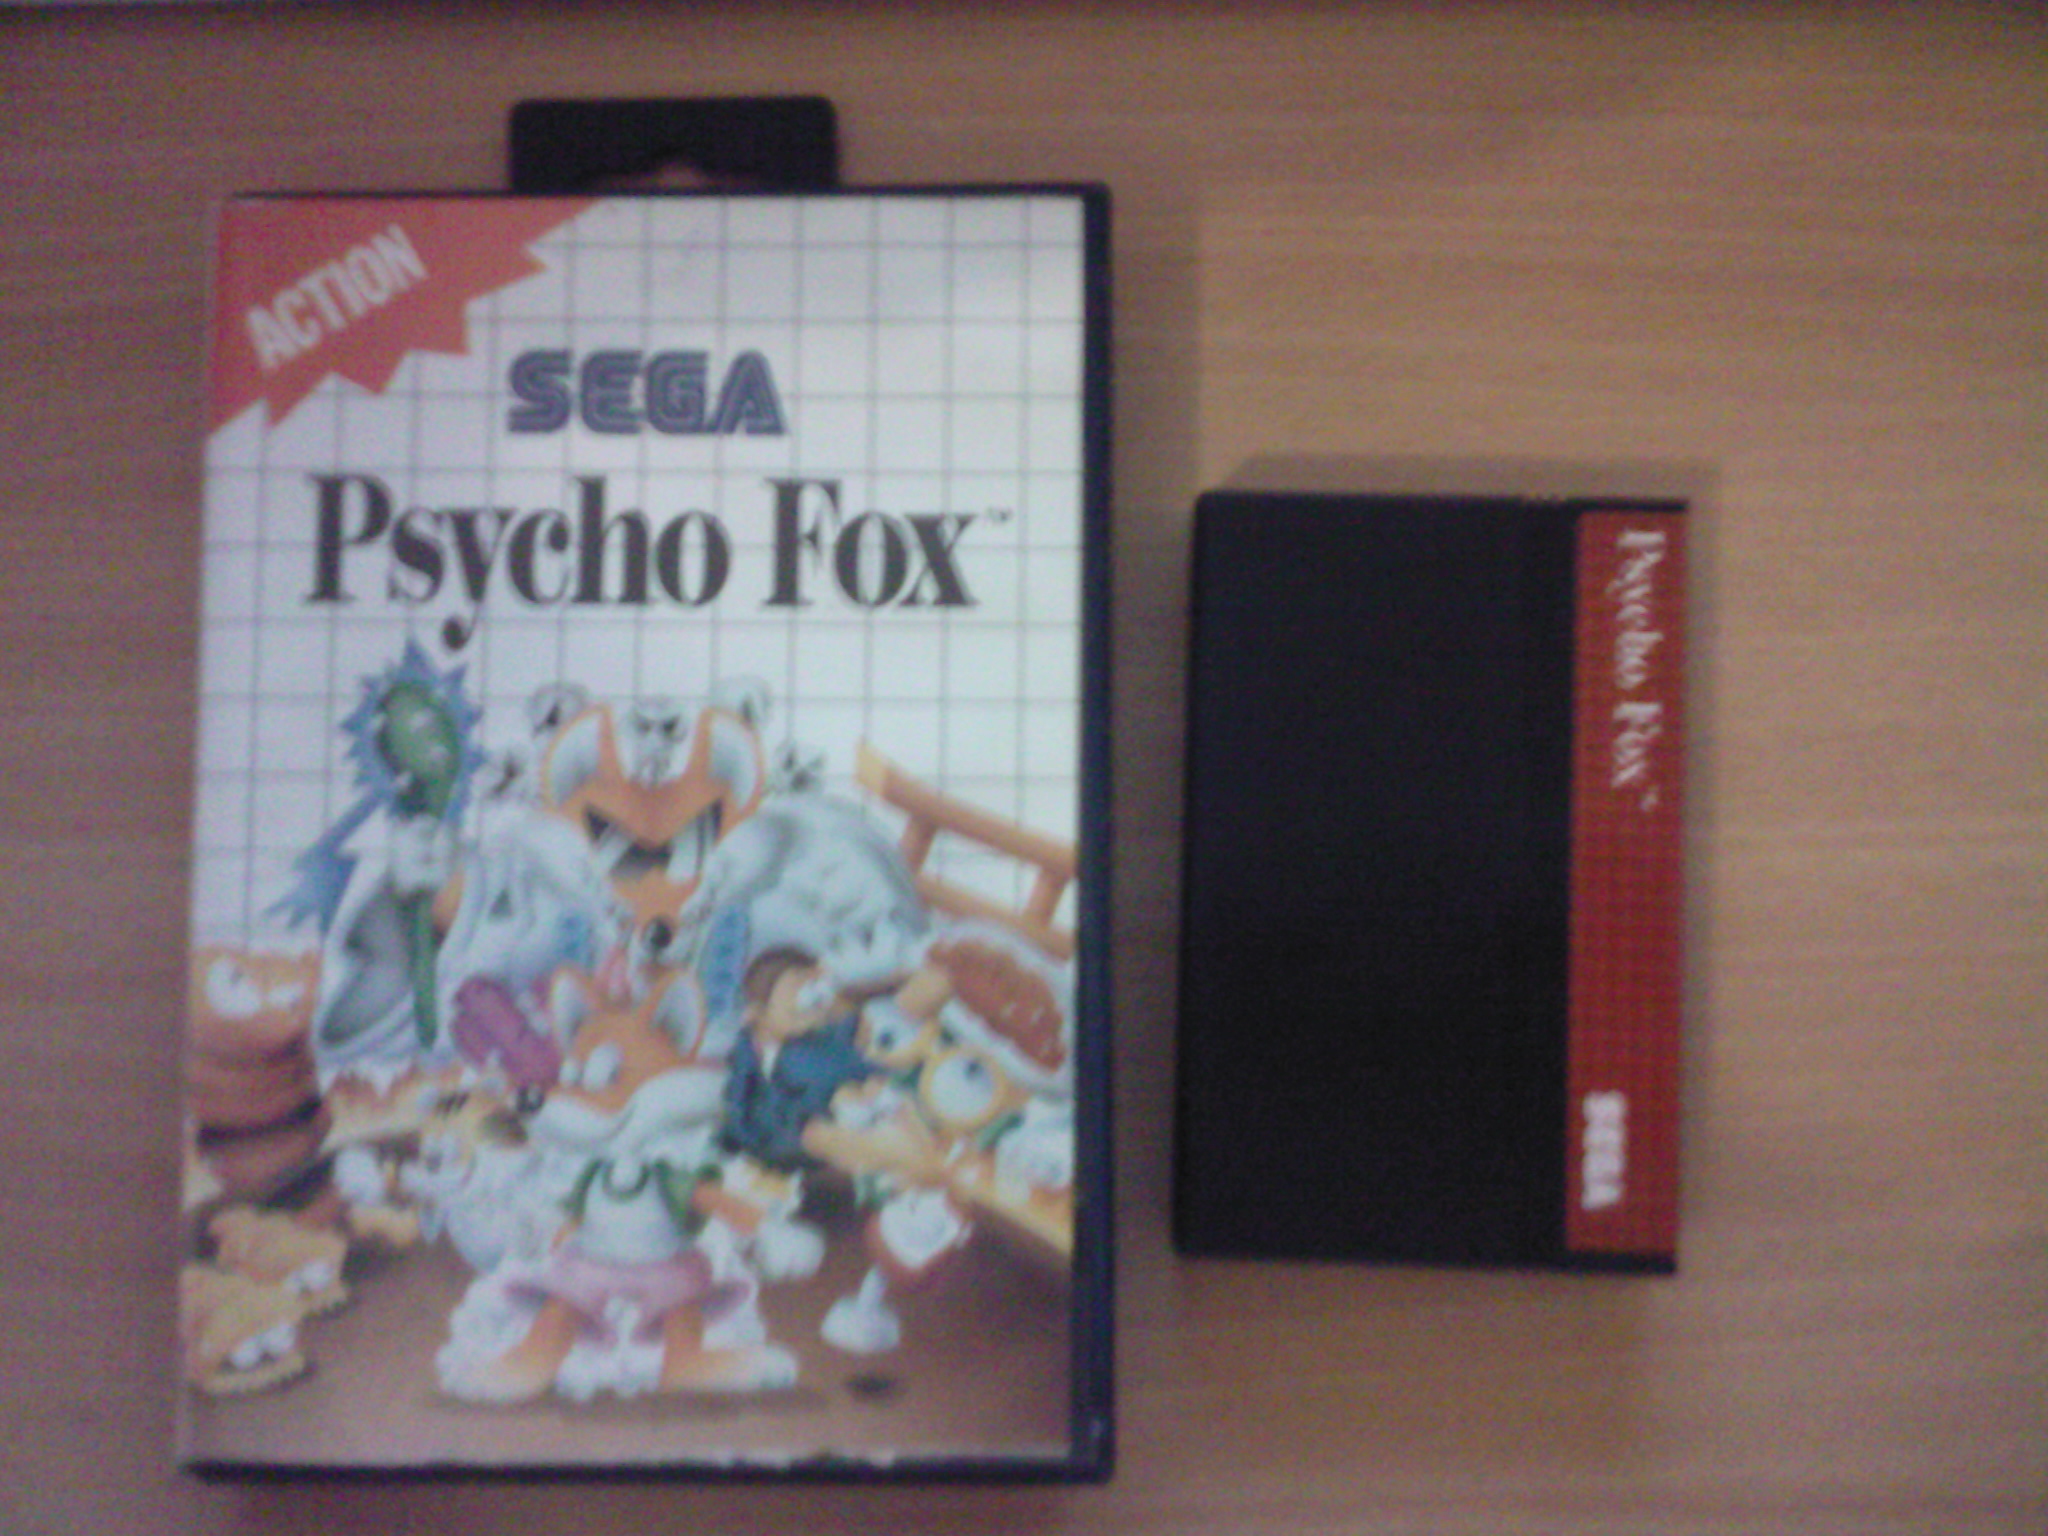 ACTION
SEGA
Psycho Fox™
Psycho Fox™
SEGA